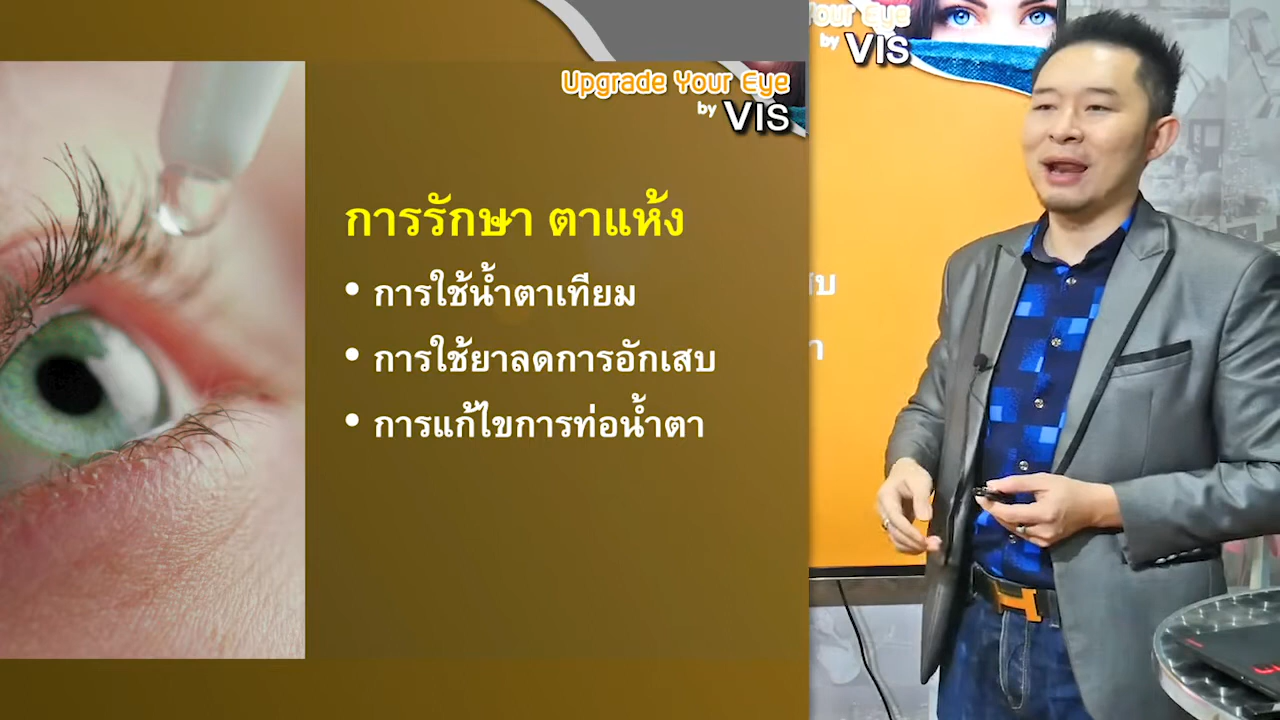 Upgrade Your Eye
by VIS
การรักษา ตาแห้ง
• การใช้น้ำตาเทียม
• การใช้ยาลดการอักเสบ
• การแก้ไขการท่อน้ำตา
Your Eye
by VIS